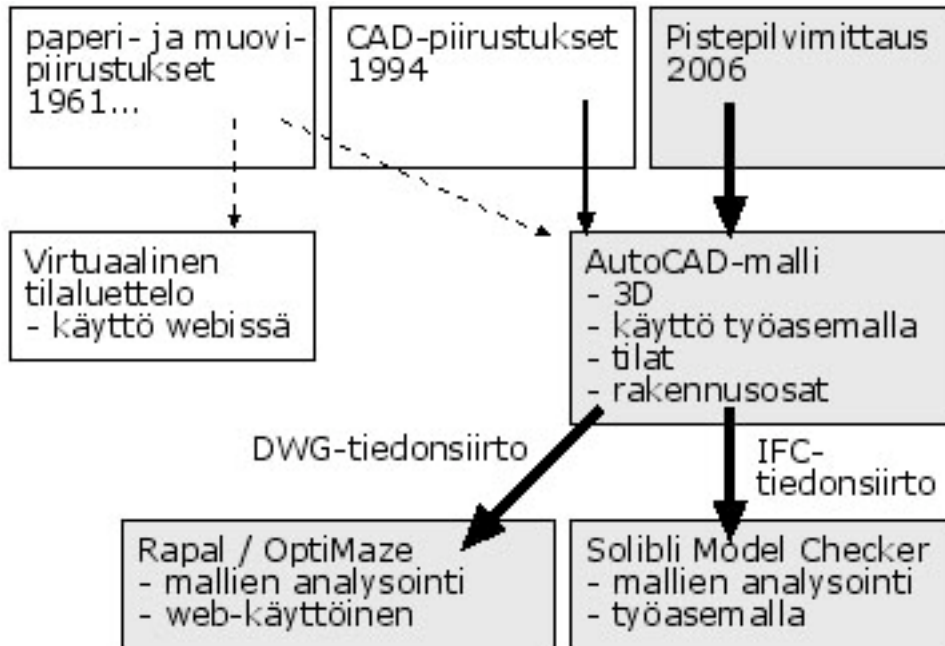 paperi- ja muovi-
piirustukset
1961...
CAD-piirustukset
1994
Pistepilvimittaus
2006
Virtuaalinen
tilaluettelo
- käyttö webissä
AutoCAD-malli
- 3D
- käyttö työasemalla
- tilat
- rakennusosat
DWG-tiedonsiirto
IFC-
tiedonsiirto
Rapal / OptiMaze
- mallien analysointi
- web-käyttöinen
Solibli Model Checker
- mallien analysointi
- työasemalla